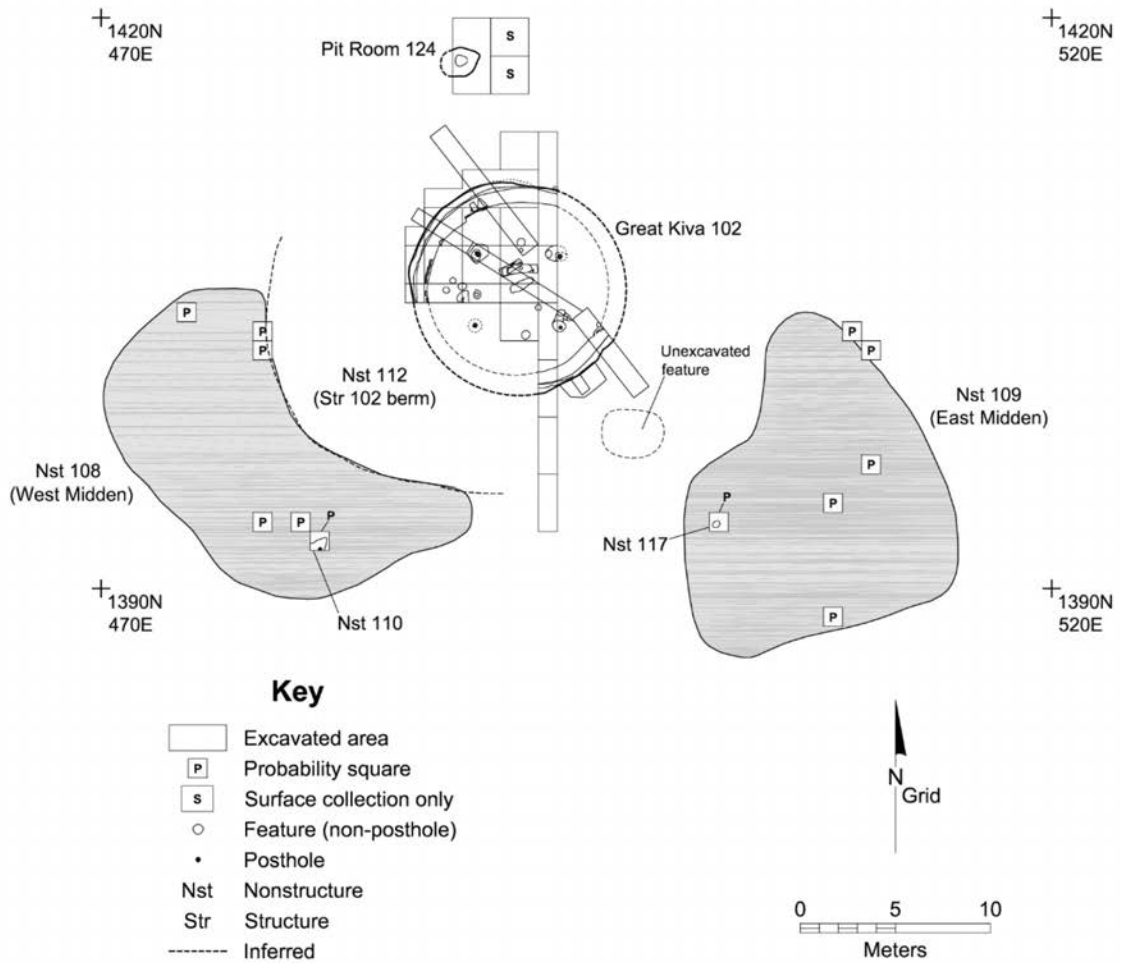 1420N
470E
1420N
520E
Pit Room 124
S
S
Great Kiva 102
P
P
P
P
P
Nst 112
(Str 102 berm)
Unexcavated
feature
Nst 109
(East Midden)
Nst 108
(West Midden)
P
P
P
P
P
P
Nst 117
P
1390N
470E
Nst 110
1390N
520E
Key
Excavated area
P Probability square
S Surface collection only
Feature (non-posthole)
Posthole
Nst Nonstructure
Str Structure
Inferred
N
Grid
0 5 10
Meters